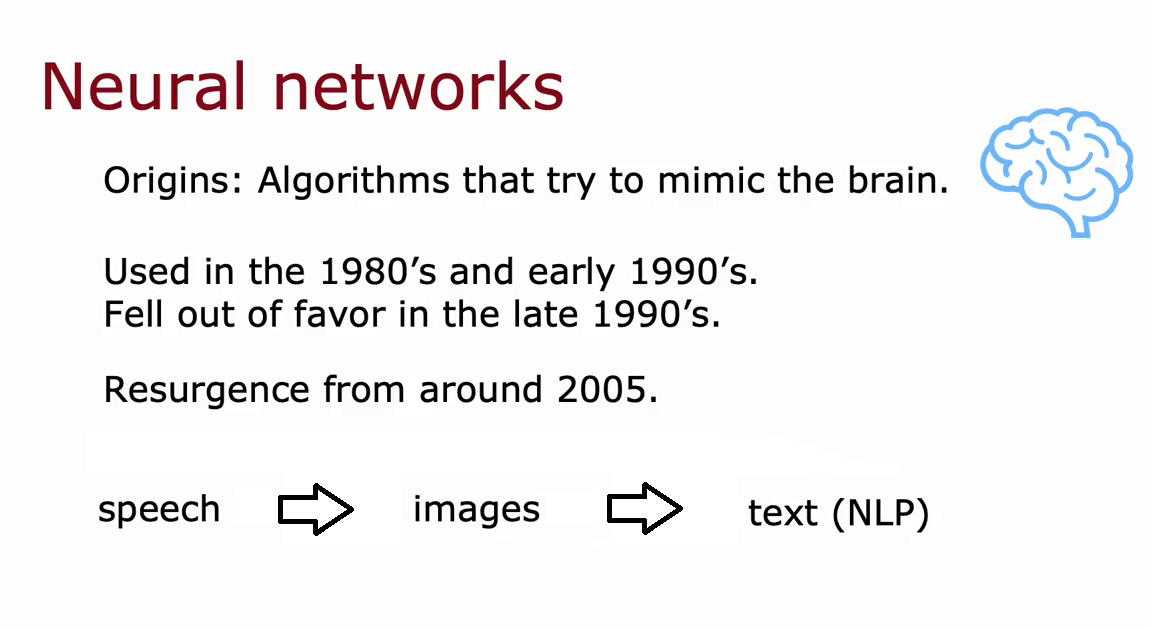 Neural networks
Origins: Algorithms that try to mimic the brain.
Used in the 1980’s and early 1990’s.
Fell out of favor in the late 1990’s.
Resurgence from around 2005.
speech images text (NLP)